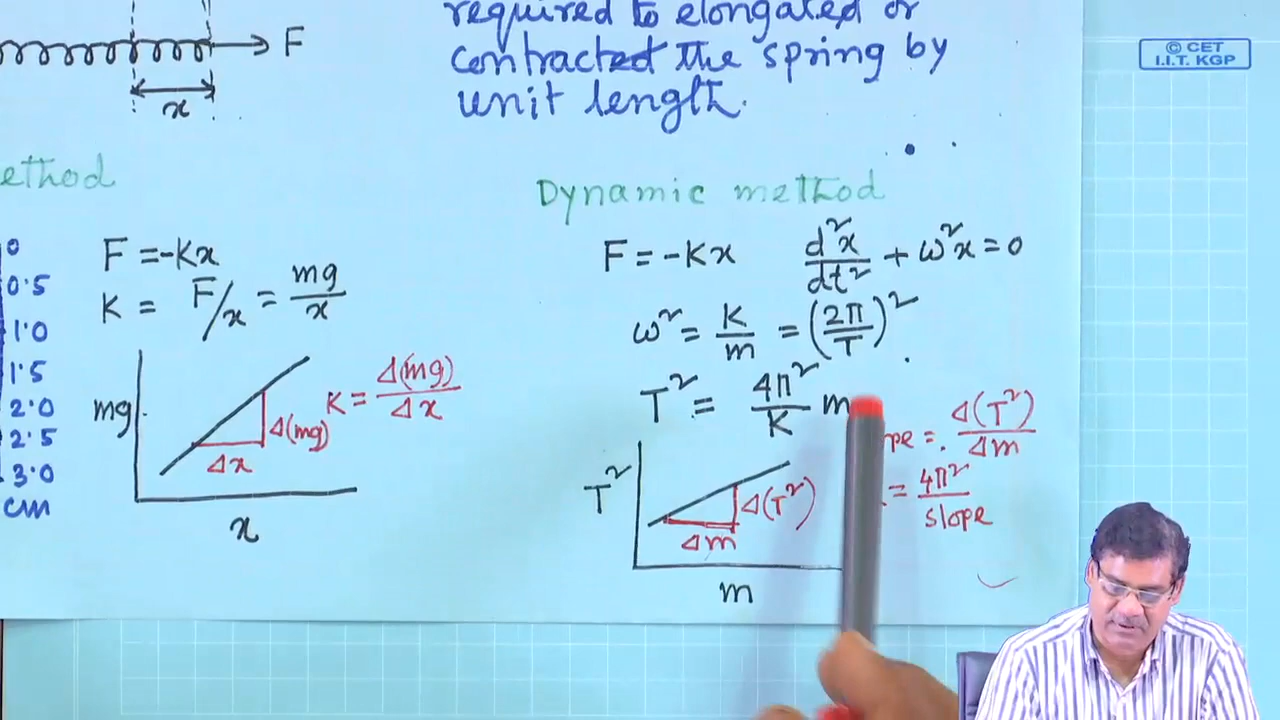 F
x
required to elongated or
contracted the spring by
unit length.
© CET
I.I.T. KGP
ethod
0
0.5
1.0
1.5
2.0
2.5
3.0
cm
F = -Kx
K = F/x = mg/x
mg
K = Δ(mg)/Δx
Δ(mg)
Δx
x
Dynamic method
F = -Kx d²x/dt² + ω²x = 0
ω² = K/m = (2π/T)²
T² = 4π²/K m
pe = Δ(T²)/Δm
= 4π²/slope
T²
Δ(T²)
Δm
m